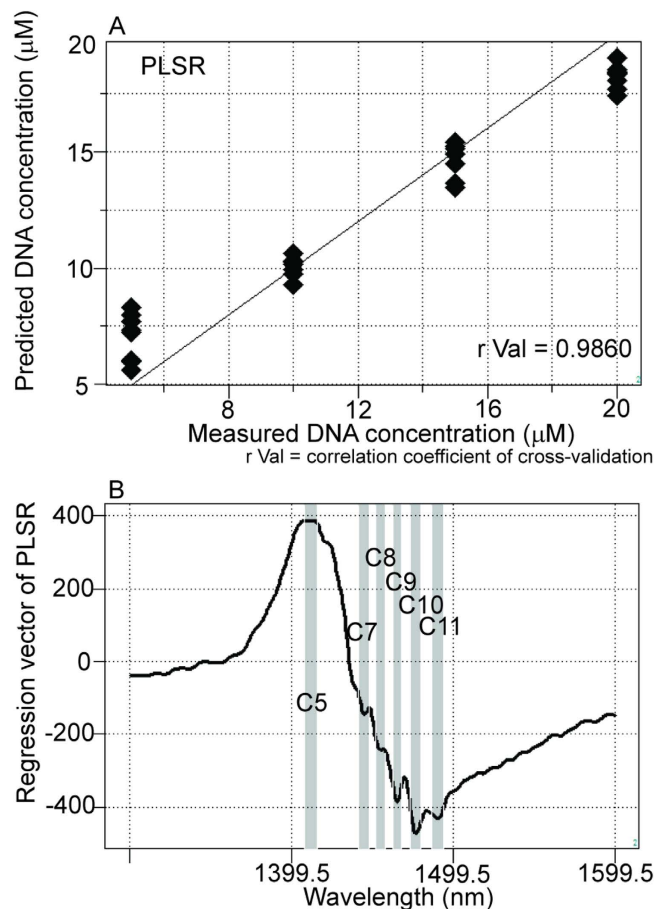 A
Predicted DNA concentration (μM)
20
15
10
5
PLSR
r Val = 0.9860
2
8
12
16
20
Measured DNA concentration (μM)
r Val = correlation coefficient of cross-validation
B
Regression vector of PLSR
400
200
0
-200
-400
C5
C7
C8
C9
C10
C11
2
1399.5
1499.5
1599.5
Wavelength (nm)